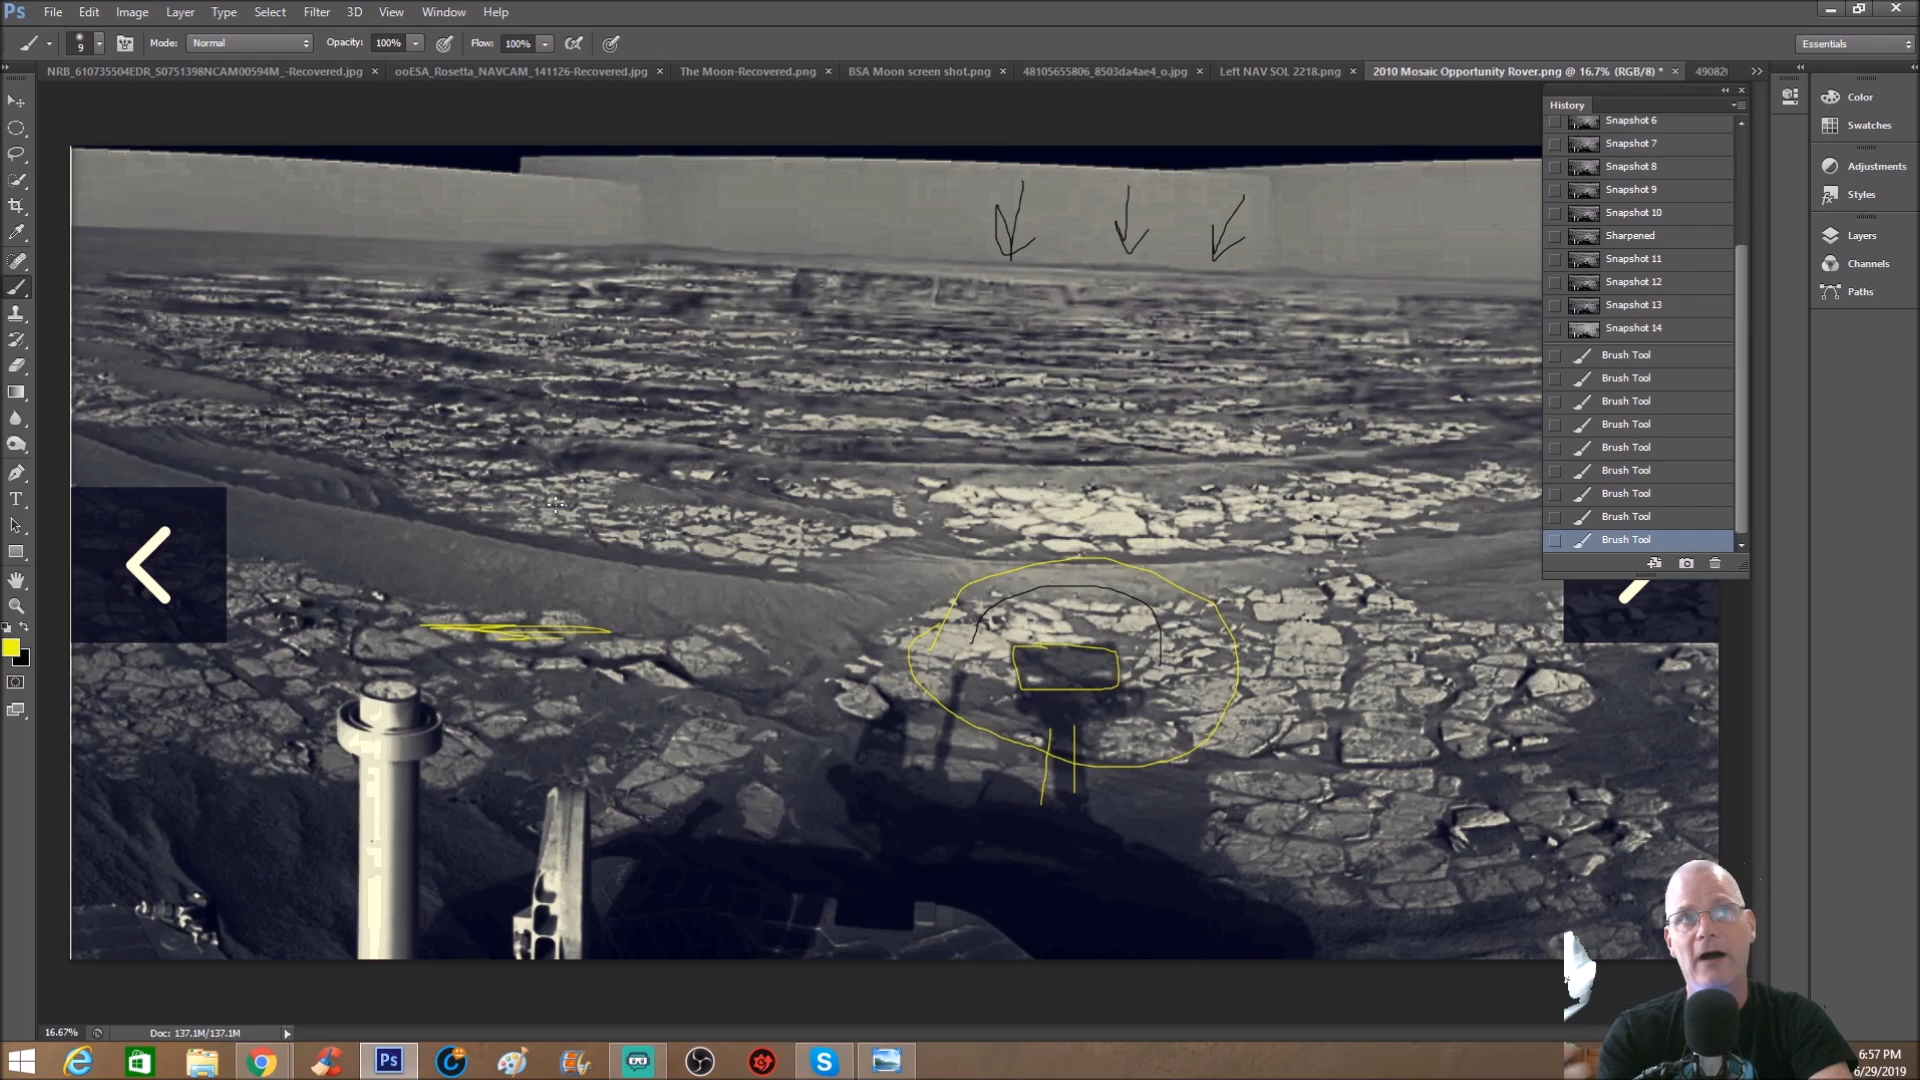 Ps File Edit Image Layer Type Select Filter 3D View Window Help
9 Mode: Normal Opacity: 100% Flow: 100% Essentials
NRB_610735504EDR_S0751398NCAM00594M_-Recovered.jpg × ooESA_Rosetta_NAVCAM_141126-Recovered.jpg × The Moon-Recovered.png × BSA Moon screen shot.png × 48105655806_8503da4ae4_o.jpg × Left NAV SOL 2218.png × 2010 Mosaic Opportunity Rover.png @ 16.7% (RGB/8) * × 49082
History
Snapshot 6
Snapshot 7
Snapshot 8
Snapshot 9
Snapshot 10
Sharpened
Snapshot 11
Snapshot 12
Snapshot 13
Snapshot 14
Brush Tool
Brush Tool
Brush Tool
Brush Tool
Brush Tool
Brush Tool
Brush Tool
Brush Tool
Brush Tool
Color
Swatches
Adjustments
Styles
Layers
Channels
Paths
16.67% Doc: 137.1M/137.1M
Ps
6:57 PM
6/29/2019